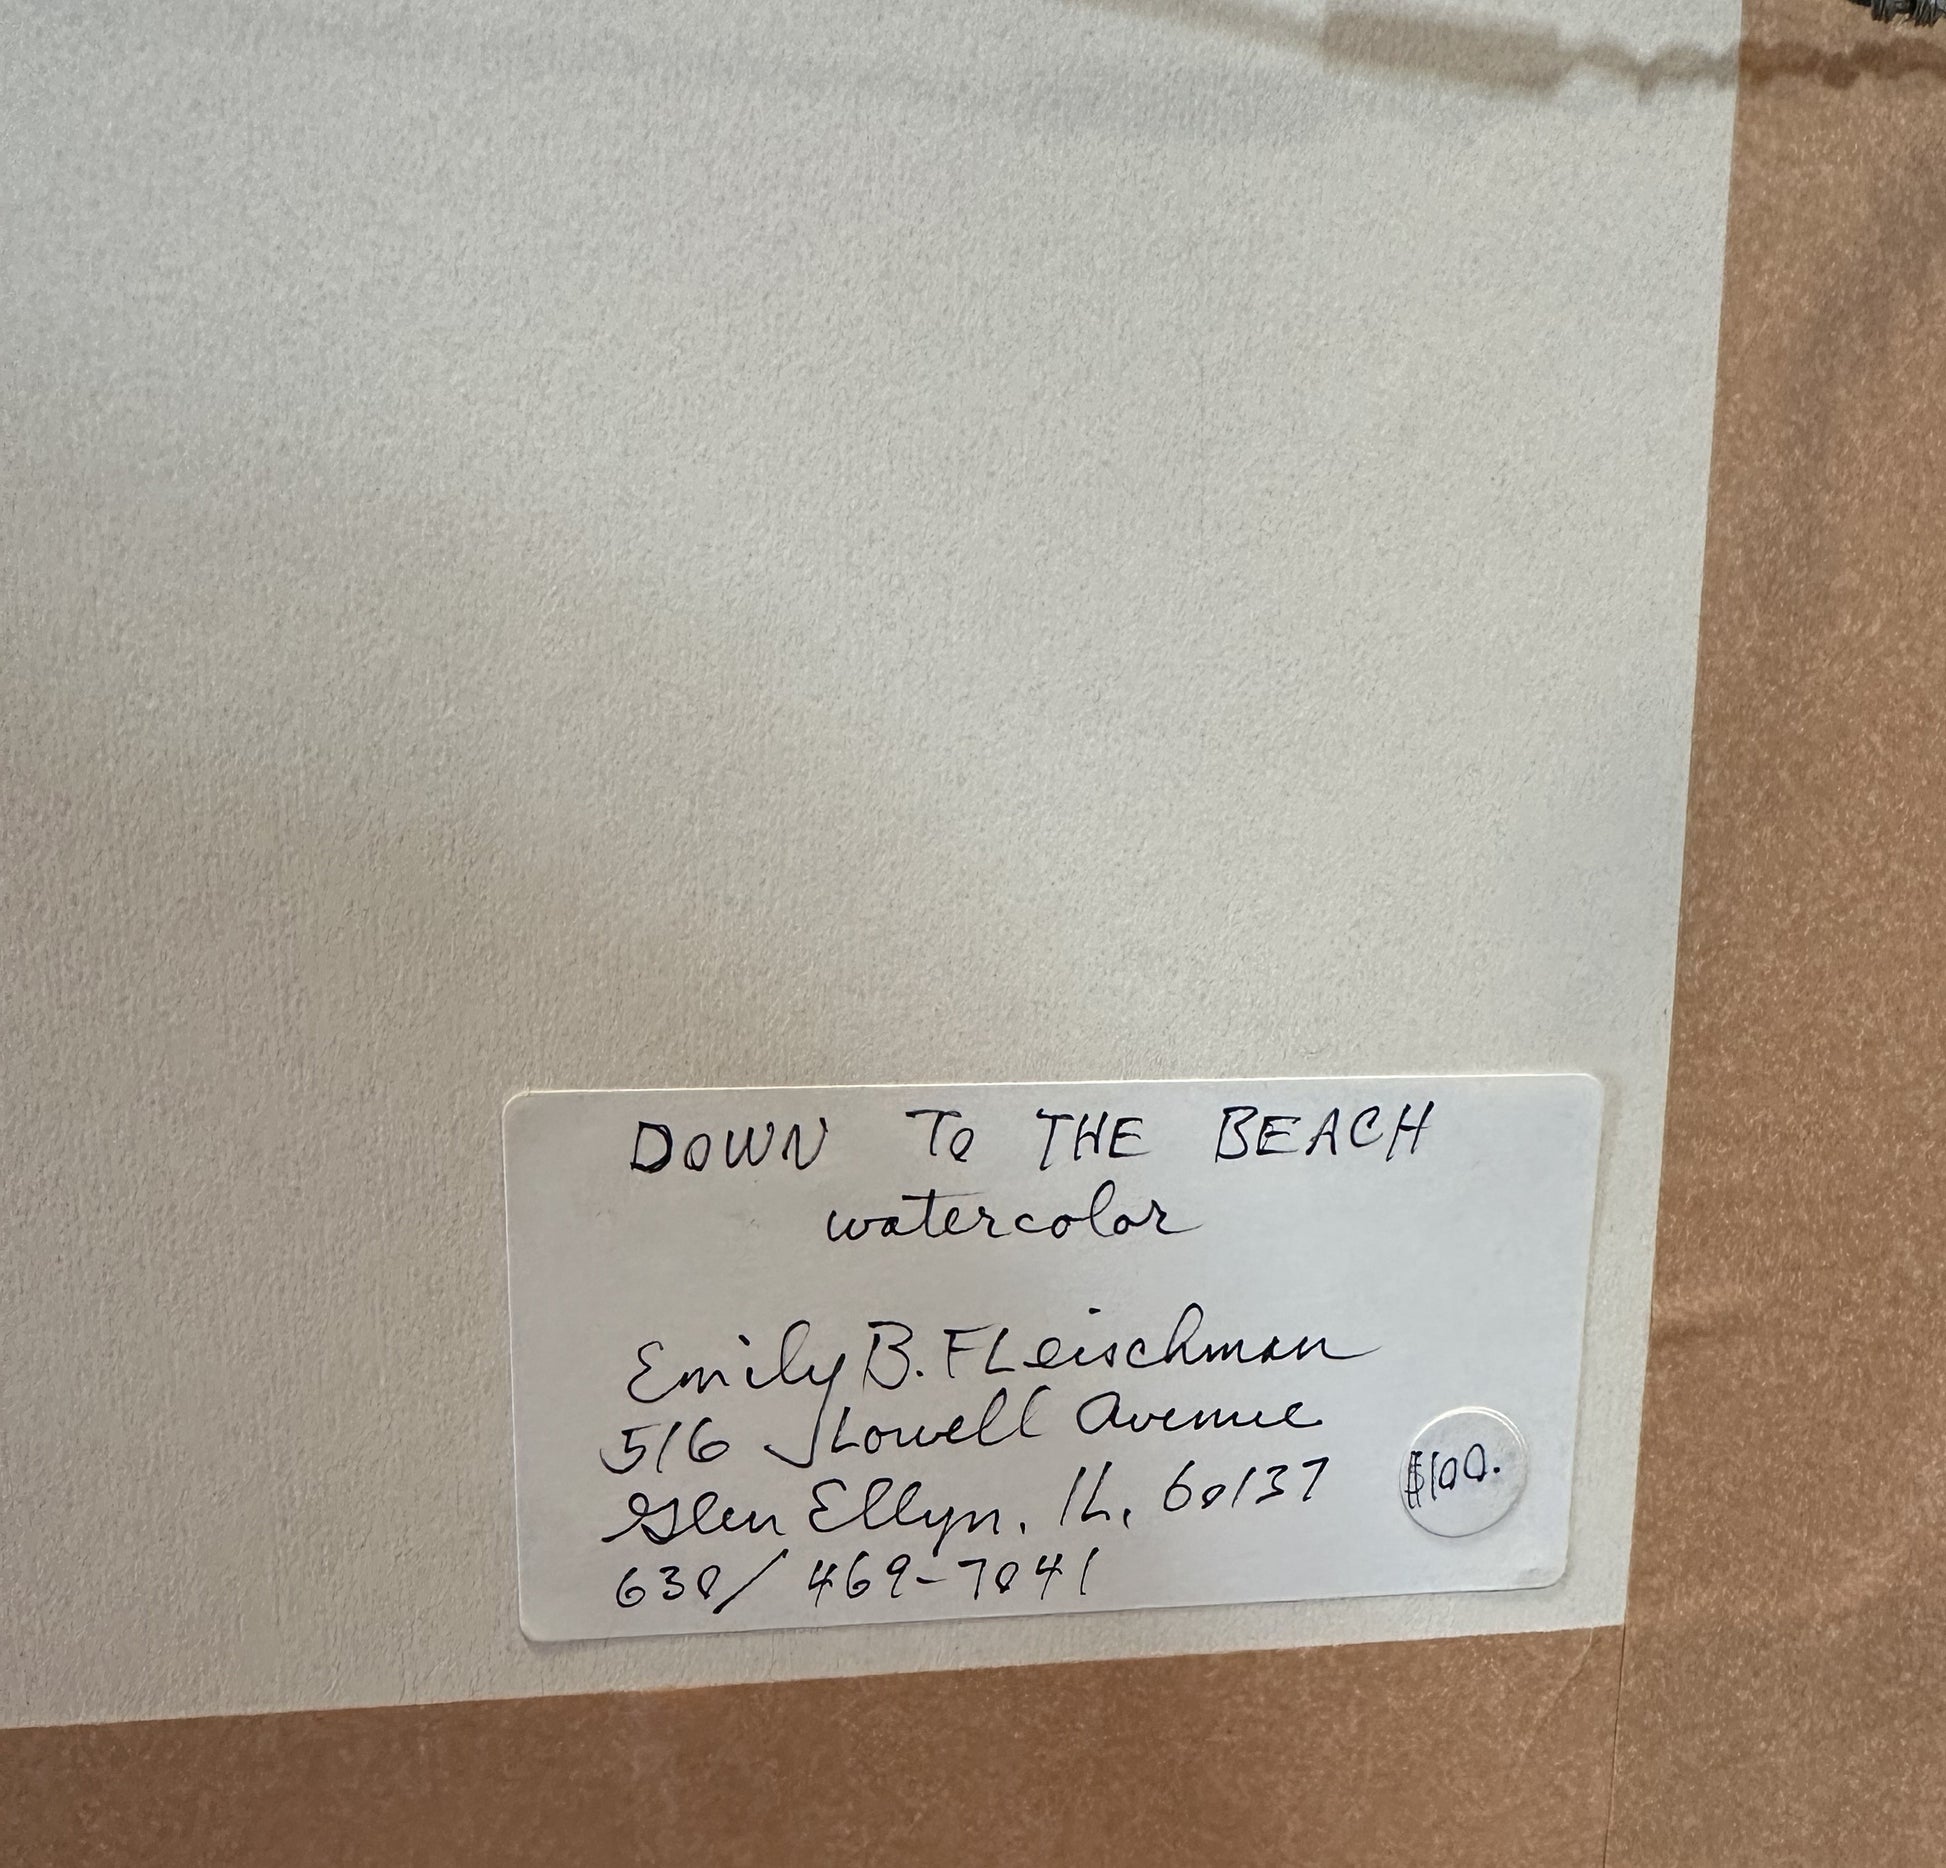 DOWN To THE BEACH
watercolor
Emily B. FLeischman
516 Lowell Avenue
Glen Ellyn, IL, 60137
630/469-7041
$100.